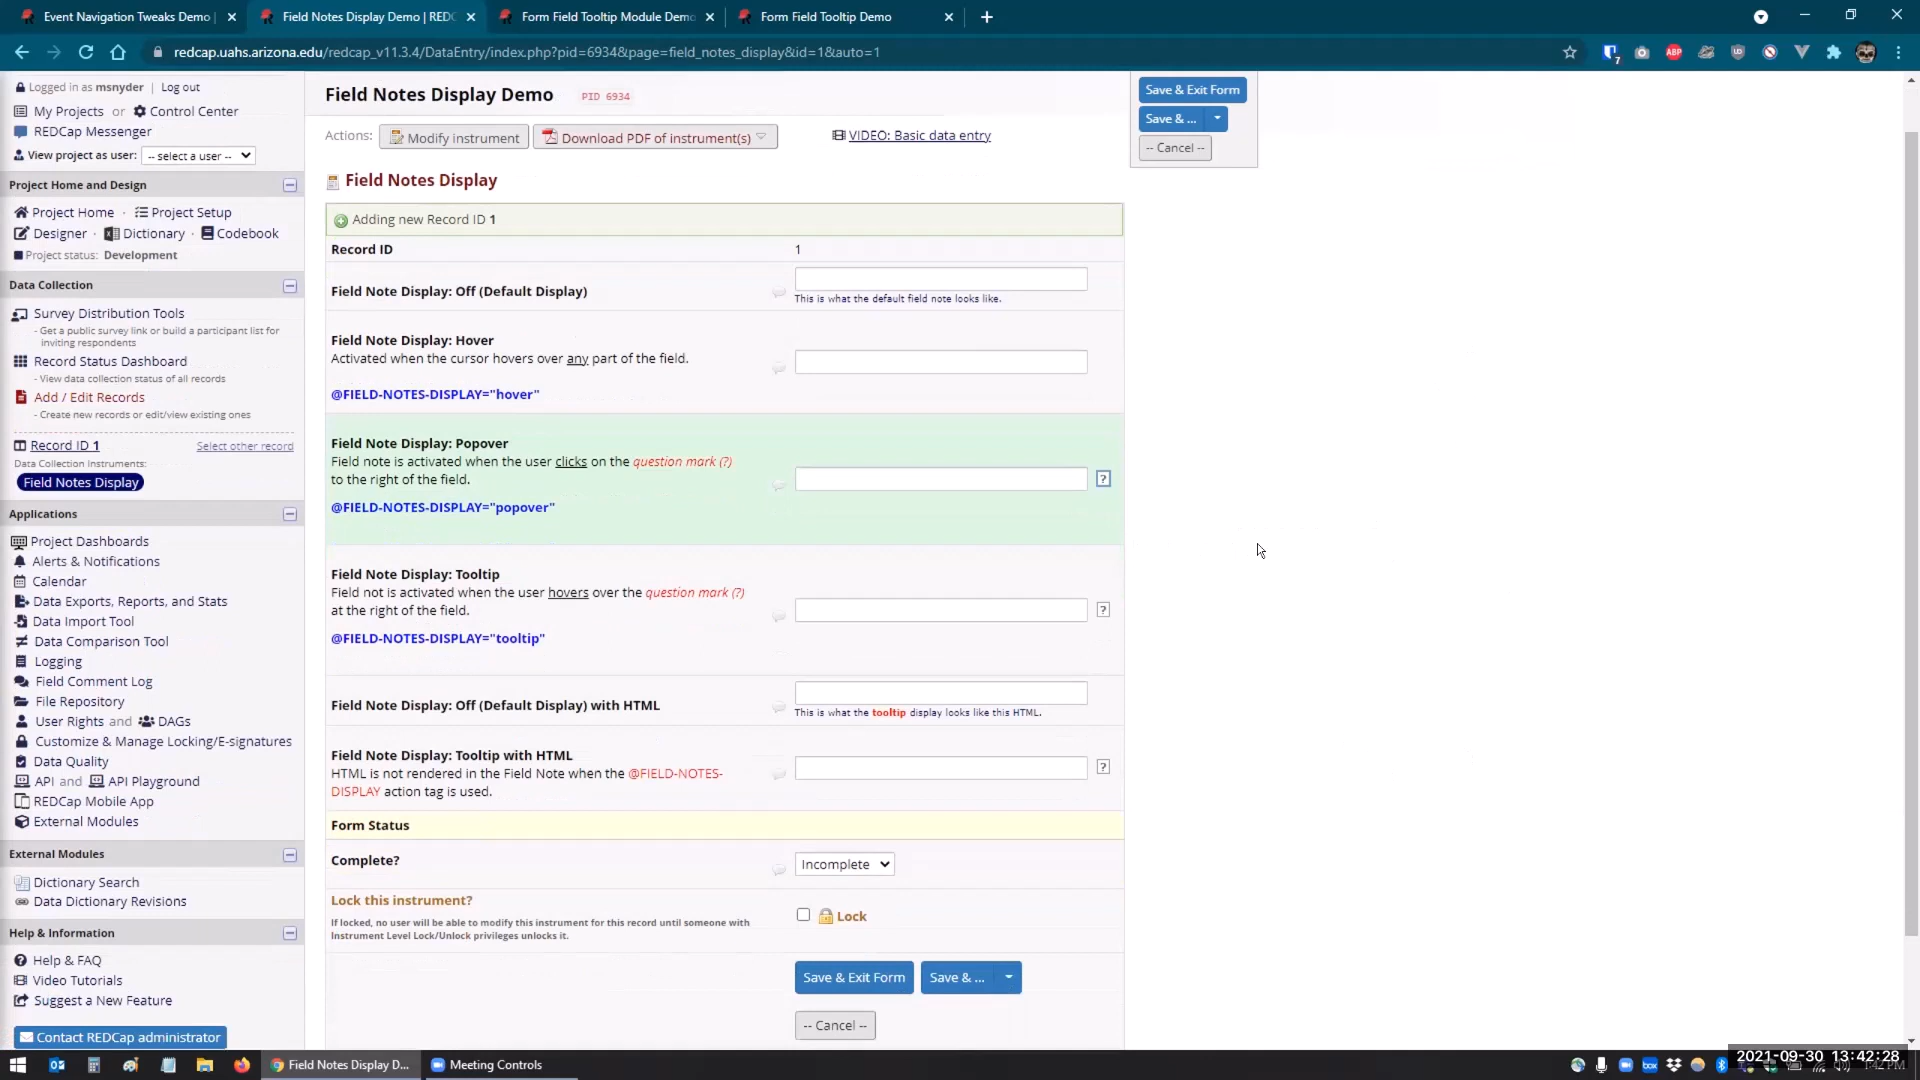 Event Navigation Tweaks Demo
Field Notes Display Demo | REDC
Form Field Tooltip Module Demo
Form Field Tooltip Demo
redcap.uahs.arizona.edu/redcap_v11.3.4/DataEntry/index.php?pid=6934&page=field_notes_display&id=1&auto=1
Logged in as msnyder | Log out
My Projects or Control Center
REDCap Messenger
View project as user: -- select a user --
Project Home and Design
Project Home · Project Setup
Designer · Dictionary · Codebook
Project status: Development
Data Collection
Survey Distribution Tools
- Get a public survey link or build a participant list for
inviting respondents
Record Status Dashboard
- View data collection status of all records
Add / Edit Records
- Create new records or edit/view existing ones
Record ID 1 Select other record
Data Collection Instruments:
Field Notes Display
Applications
Project Dashboards
Alerts & Notifications
Calendar
Data Exports, Reports, and Stats
Data Import Tool
Data Comparison Tool
Logging
Field Comment Log
File Repository
User Rights and DAGs
Customize & Manage Locking/E-signatures
Data Quality
API and API Playground
REDCap Mobile App
External Modules
External Modules
Dictionary Search
Data Dictionary Revisions
Help & Information
Help & FAQ
Video Tutorials
Suggest a New Feature
Contact REDCap administrator
Field Notes Display Demo PID 6934
Actions: Modify instrument Download PDF of instrument(s) VIDEO: Basic data entry
Save & Exit Form
Save & ...
-- Cancel --
Field Notes Display
Adding new Record ID 1
Record ID 1
Field Note Display: Off (Default Display)
This is what the default field note looks like.
Field Note Display: Hover
Activated when the cursor hovers over any part of the field.
@FIELD-NOTES-DISPLAY="hover"
Field Note Display: Popover
Field note is activated when the user clicks on the question mark (?)
to the right of the field.
?
@FIELD-NOTES-DISPLAY="popover"
Field Note Display: Tooltip
Field not is activated when the user hovers over the question mark (?)
at the right of the field.
?
@FIELD-NOTES-DISPLAY="tooltip"
Field Note Display: Off (Default Display) with HTML
This is what the tooltip display looks like this HTML.
Field Note Display: Tooltip with HTML
HTML is not rendered in the Field Note when the @FIELD-NOTES-
DISPLAY action tag is used.
?
Form Status
Complete? Incomplete
Lock this instrument?
If locked, no user will be able to modify this instrument for this record until someone with
Instrument Level Lock/Unlock privileges unlocks it.
Lock
Save & Exit Form Save & ...
-- Cancel --
Field Notes Display D...
Meeting Controls
2021-09-30 13:42:28